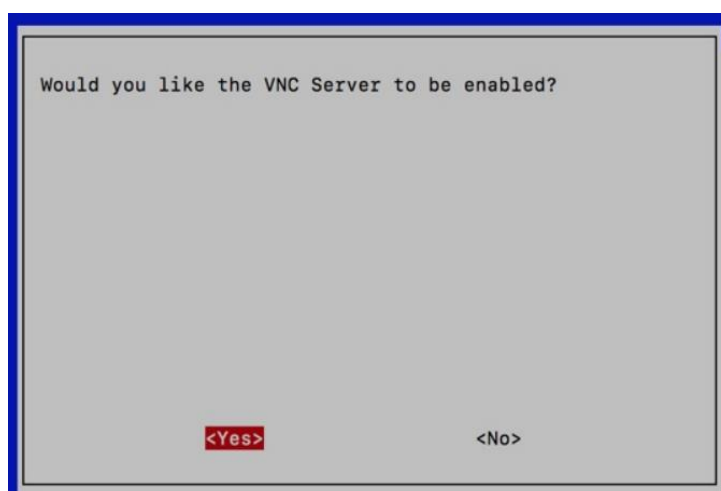 Would you like the VNC Server to be enabled?
<Yes> <No>